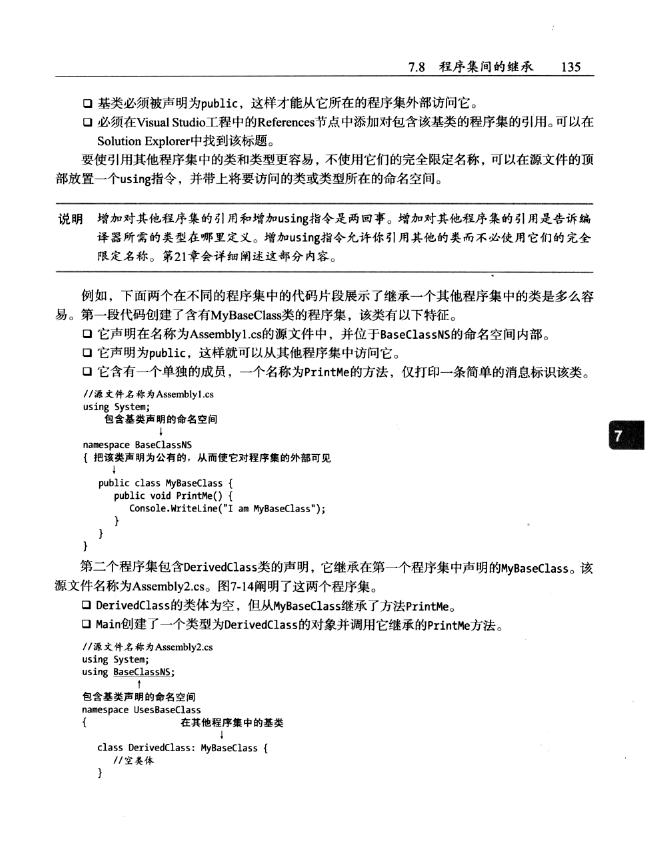 7.8 程序集间的继承 135
❑ 基类必须被声明为public，这样才能从它所在的程序集外部访问它。
❑ 必须在Visual Studio工程中的References节点中添加对包含该基类的程序集的引用。可以在
Solution Explorer中找到该标题。
要使引用其他程序集中的类和类型更容易，不使用它们的完全限定名称，可以在源文件的顶
部放置一个using指令，并带上将要访问的类或类型所在的命名空间。
说明 增加对其他程序集的引用和增加using指令是两回事。增加对其他程序集的引用是告诉编
译器所需的类型在哪里定义。增加using指令允许你引用其他的类而不必使用它们的完全
限定名称。第21章会详细阐述这部分内容。
例如，下面两个在不同的程序集中的代码片段展示了继承一个其他程序集中的类是多么容
易。第一段代码创建了含有MyBaseClass类的程序集，该类有以下特征。
❑ 它声明在名称为Assembly1.cs的源文件中，并位于BaseClassNS的命名空间内部。
❑ 它声明为public，这样就可以从其他程序集中访问它。
❑ 它含有一个单独的成员，一个名称为PrintMe的方法，仅打印一条简单的消息标识该类。
//源文件名称为Assembly1.cs
using System;
包含基类声明的命名空间
↓
namespace BaseClassNS
{ 把该类声明为公有的，从而使它对程序集的外部可见
↓
public class MyBaseClass {
public void PrintMe() {
Console.WriteLine("I am MyBaseClass");
}
}
}
7
第二个程序集包含DerivedClass类的声明，它继承在第一个程序集中声明的MyBaseClass。该
源文件名称为Assembly2.cs。图7-14阐明了这两个程序集。
❑ DerivedClass的类体为空，但从MyBaseClass继承了方法PrintMe。
❑ Main创建了一个类型为DerivedClass的对象并调用它继承的PrintMe方法。
//源文件名称为Assembly2.cs
using System;
using BaseClassNS;
↑
包含基类声明的命名空间
namespace UsesBaseClass
{ 在其他程序集中的基类
↓
class DerivedClass: MyBaseClass {
//空类体
}